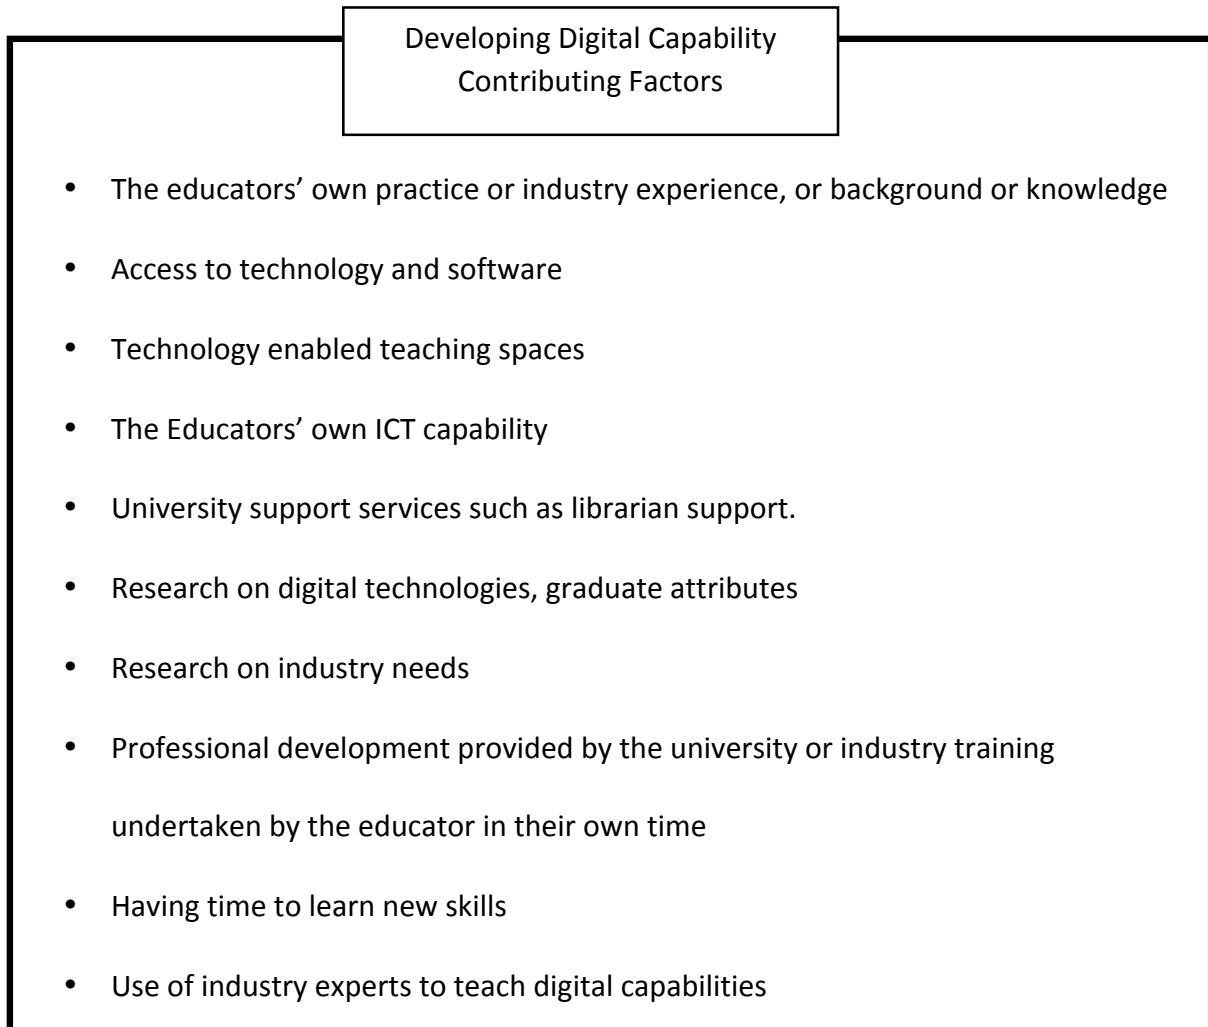 Developing Digital Capability
Contributing Factors
• The educators’ own practice or industry experience, or background or knowledge
• Access to technology and software
• Technology enabled teaching spaces
• The Educators’ own ICT capability
• University support services such as librarian support.
• Research on digital technologies, graduate attributes
• Research on industry needs
• Professional development provided by the university or industry training
undertaken by the educator in their own time
• Having time to learn new skills
• Use of industry experts to teach digital capabilities